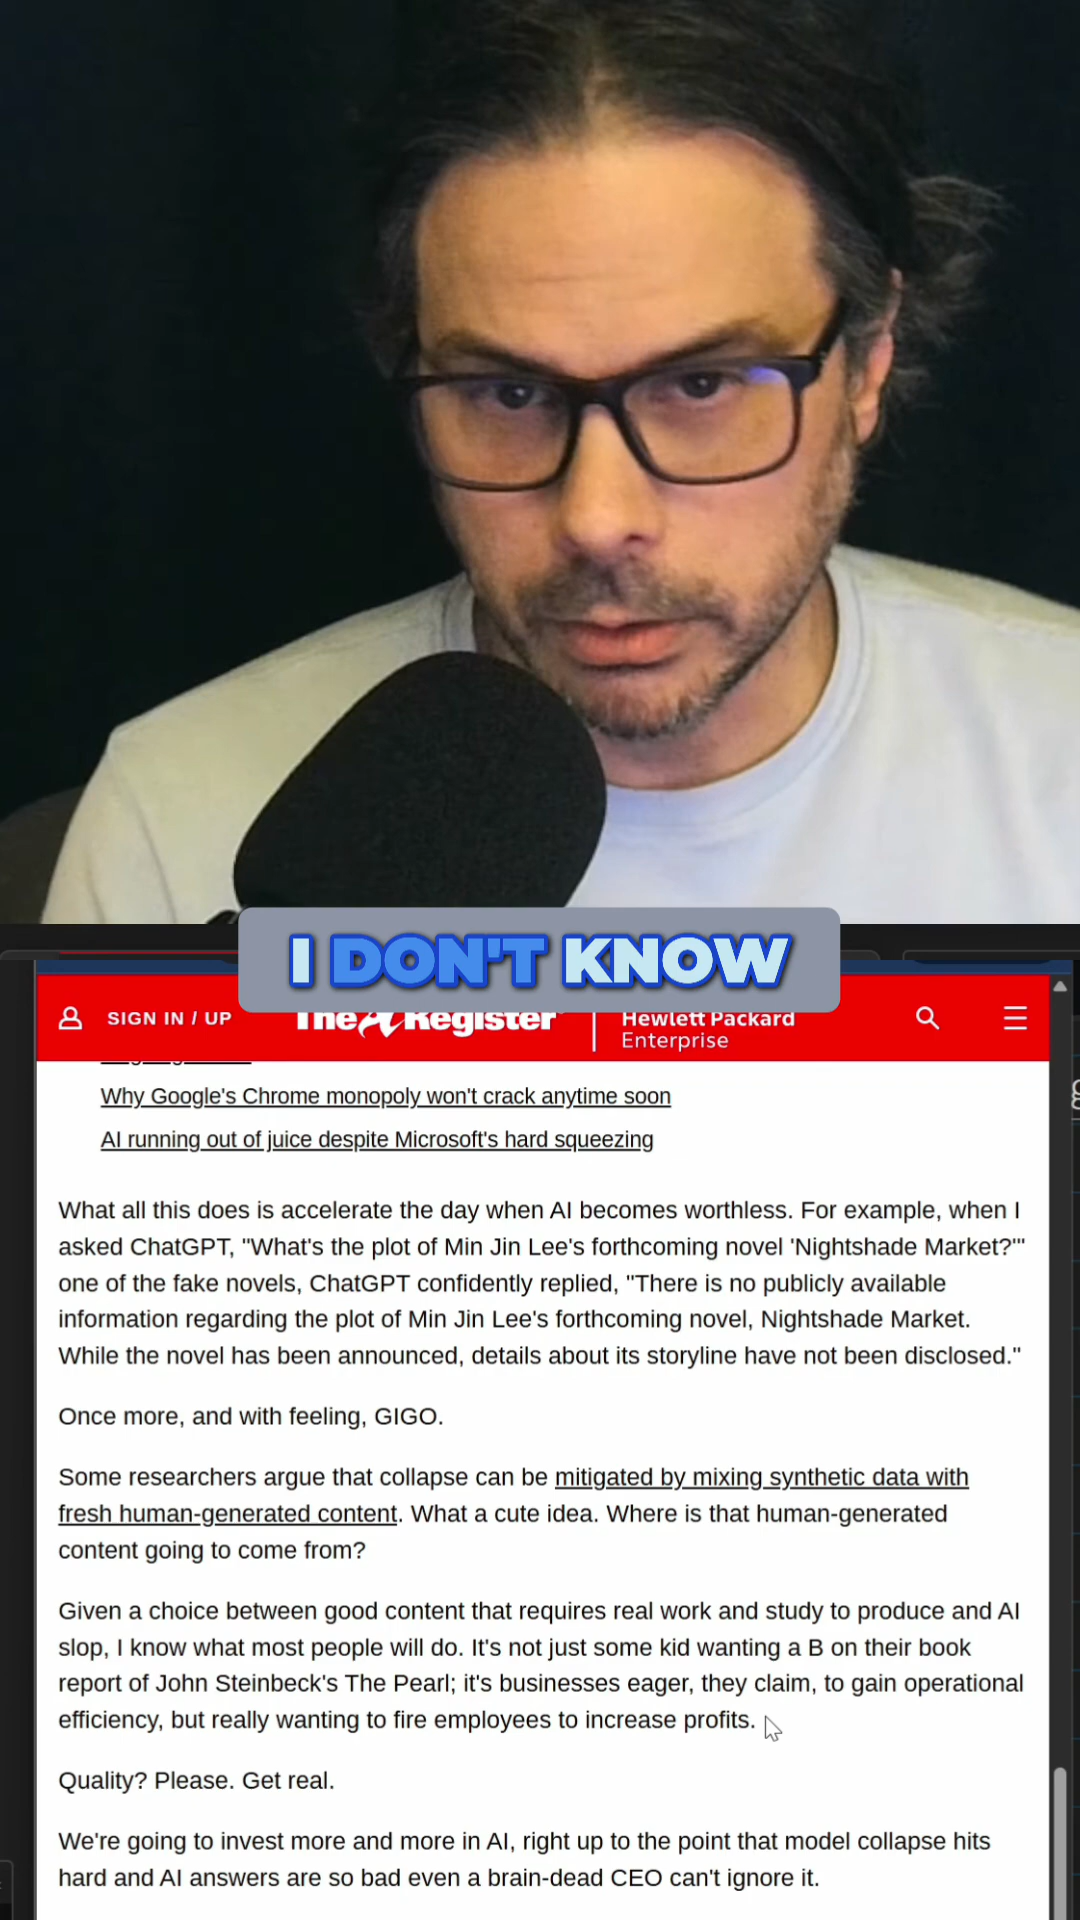 I DON'T KNOW
SIGN IN / UP
The Register
Hewlett Packard
Enterprise
Why Google's Chrome monopoly won't crack anytime soon
AI running out of juice despite Microsoft's hard squeezing
What all this does is accelerate the day when AI becomes worthless. For example, when I
asked ChatGPT, "What's the plot of Min Jin Lee's forthcoming novel 'Nightshade Market?'"
one of the fake novels, ChatGPT confidently replied, "There is no publicly available
information regarding the plot of Min Jin Lee's forthcoming novel, Nightshade Market.
While the novel has been announced, details about its storyline have not been disclosed."
Once more, and with feeling, GIGO.
Some researchers argue that collapse can be mitigated by mixing synthetic data with
fresh human-generated content. What a cute idea. Where is that human-generated
content going to come from?
Given a choice between good content that requires real work and study to produce and AI
slop, I know what most people will do. It's not just some kid wanting a B on their book
report of John Steinbeck's The Pearl; it's businesses eager, they claim, to gain operational
efficiency, but really wanting to fire employees to increase profits.
Quality? Please. Get real.
We're going to invest more and more in AI, right up to the point that model collapse hits
hard and AI answers are so bad even a brain-dead CEO can't ignore it.